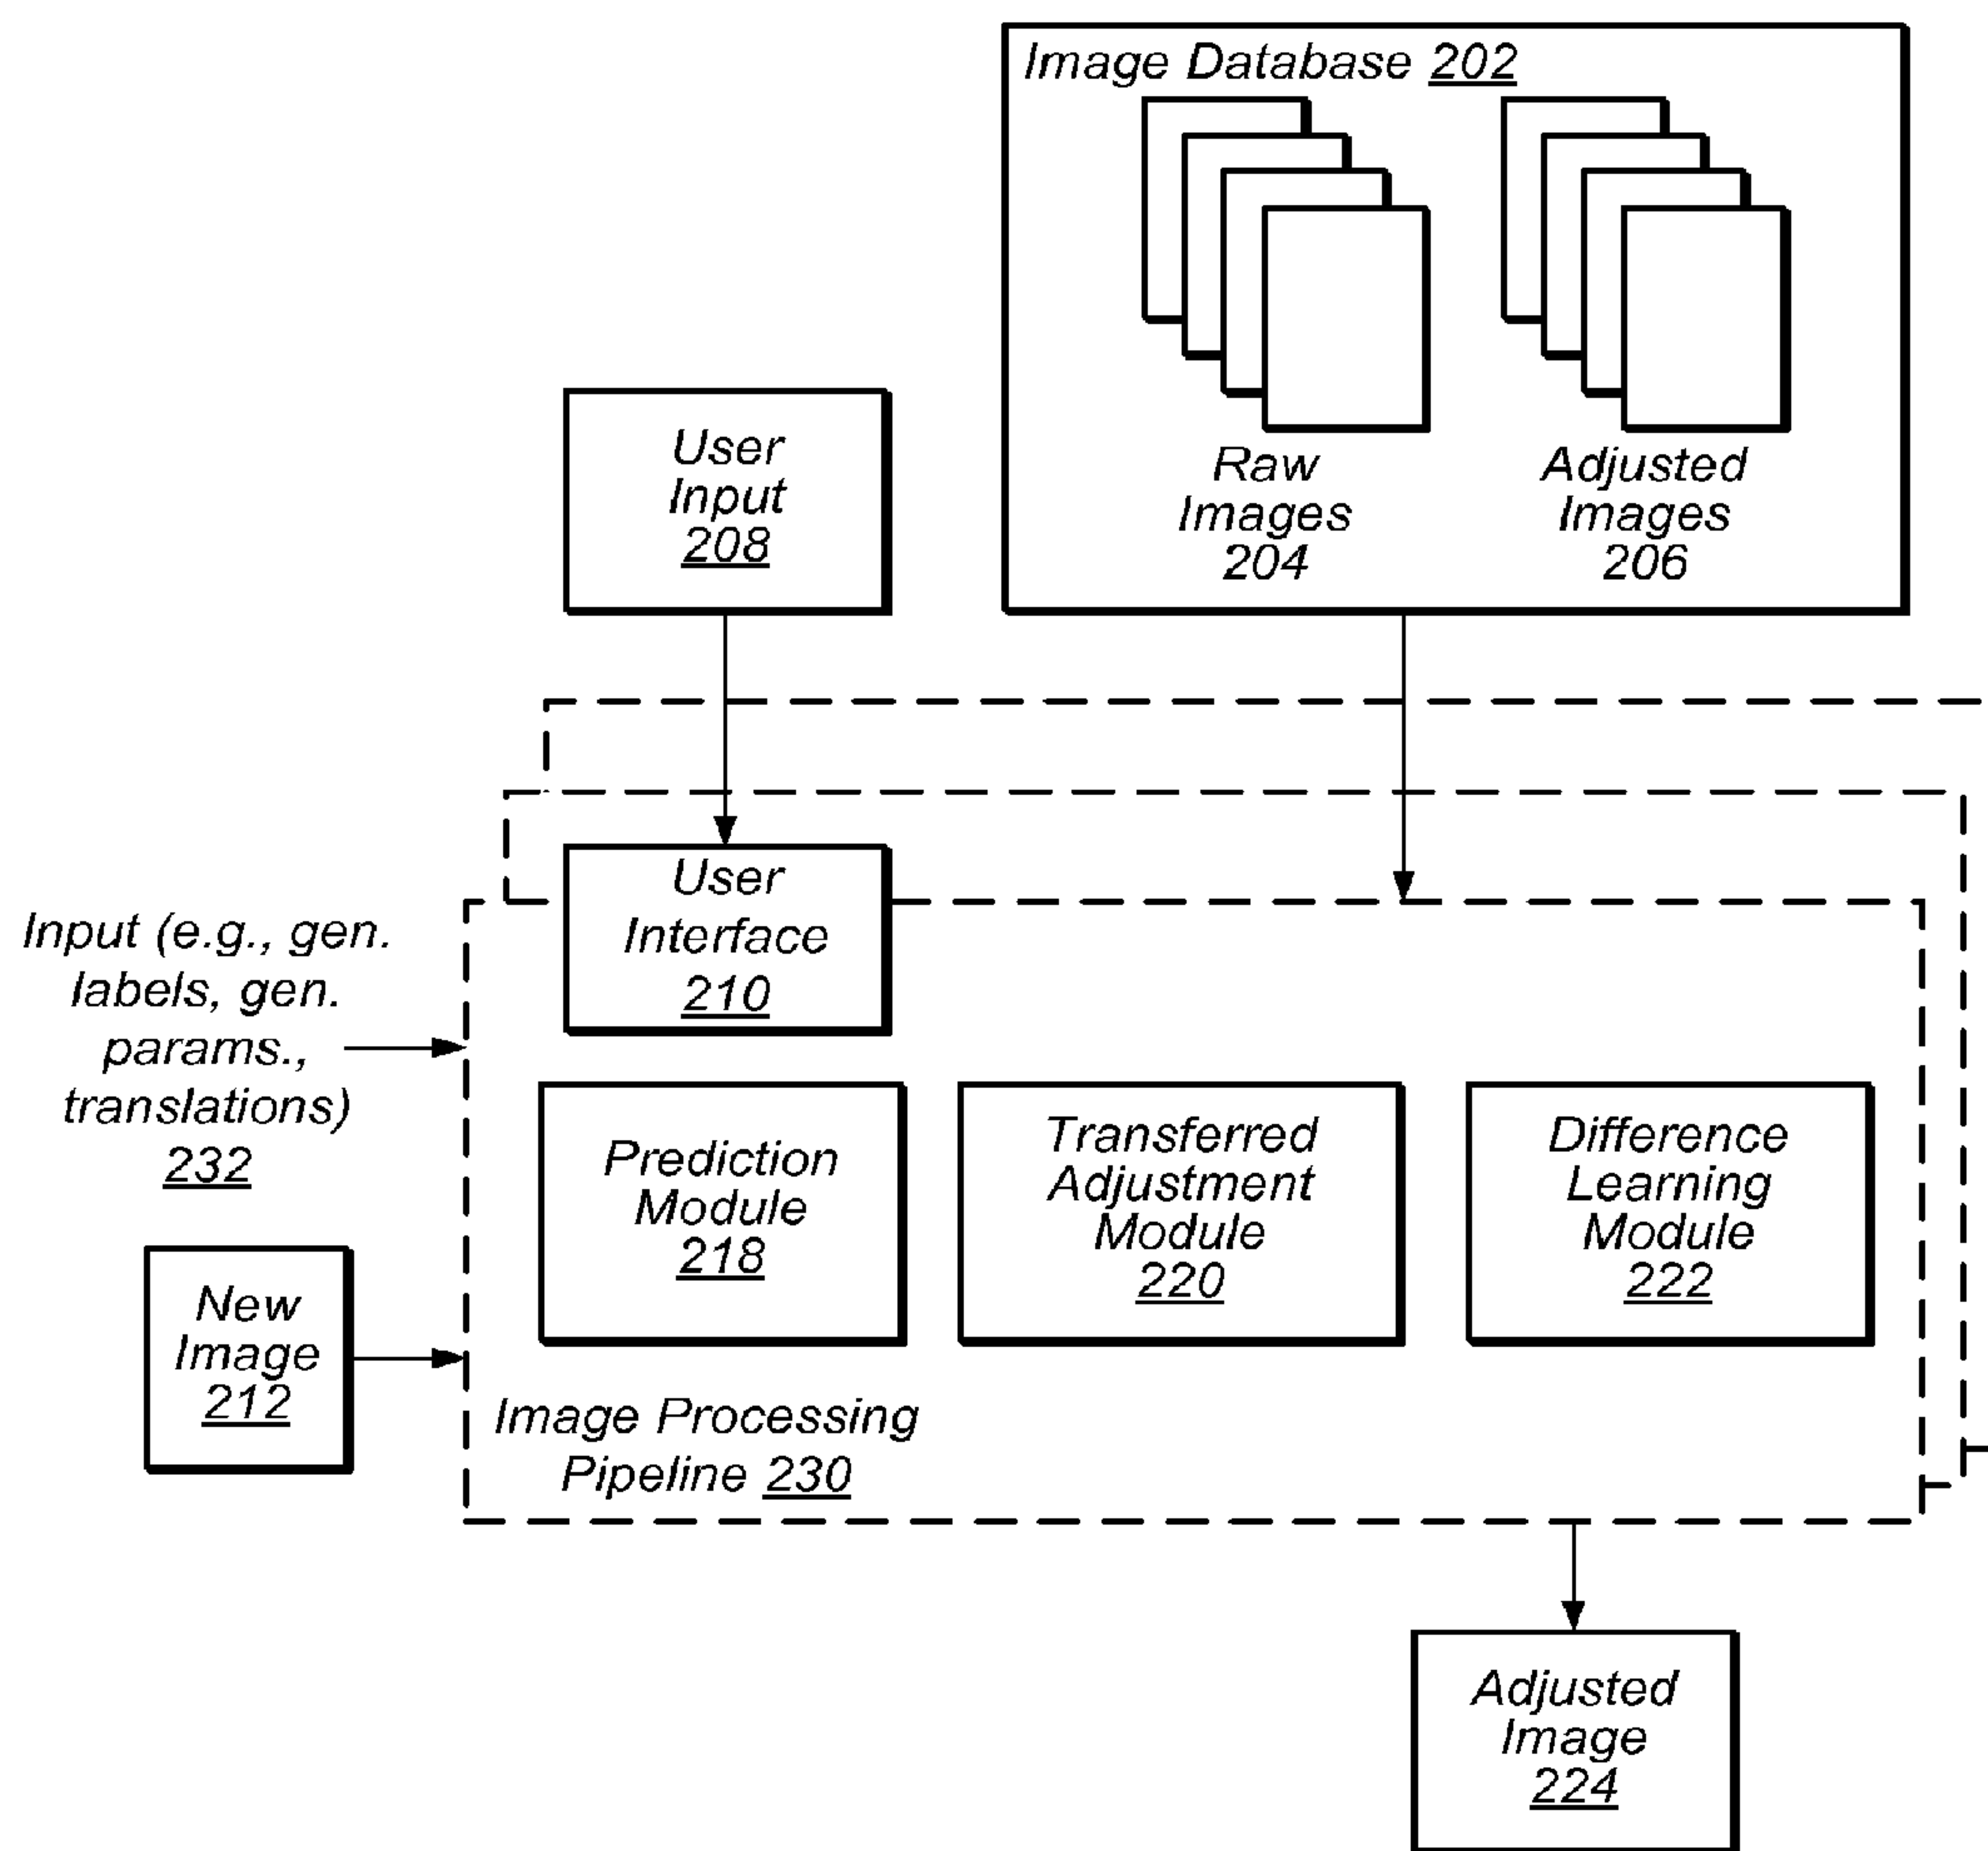 Image Database 202
Raw
Images
204
Adjusted
Images
206
User
Input
208
User
Interface
210
Input (e.g., gen.
labels, gen.
params.,
translations)
232
Prediction
Module
218
Transferred
Adjustment
Module
220
Difference
Learning
Module
222
New
Image
212
Image Processing
Pipeline 230
Adjusted
Image
224